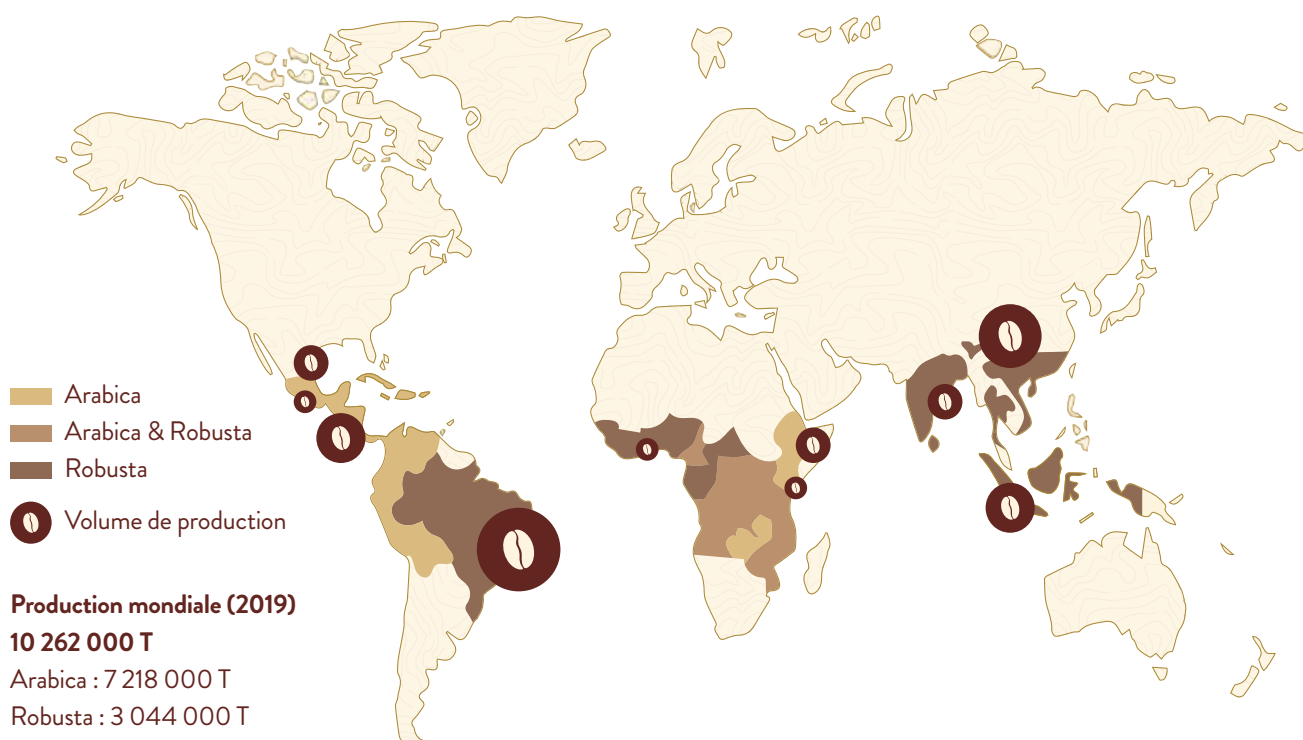 Arabica
Arabica & Robusta
Robusta
Volume de production
Production mondiale (2019)
10 262 000 T
Arabica : 7 218 000 T
Robusta : 3 044 000 T